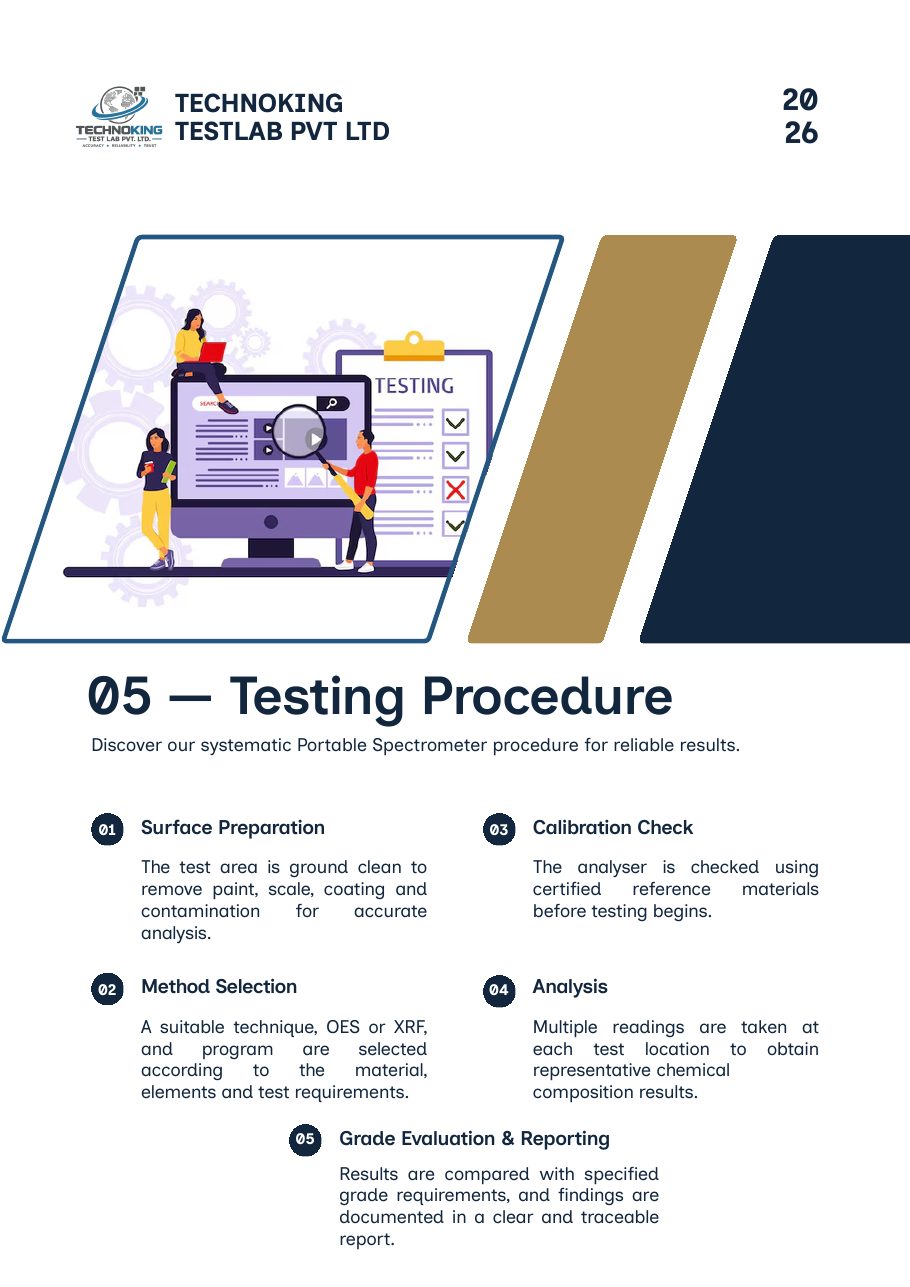 TECHNOKING
TEST LAB PVT. LTD.
ACCURACY • RELIABILITY • TRUST
TECHNOKING
TESTLAB PVT LTD
20
26
TESTING
SEARCH
05 — Testing Procedure
Discover our systematic Portable Spectrometer procedure for reliable results.
01
Surface Preparation
The test area is ground clean to
remove paint, scale, coating and
contamination for accurate
analysis.
02
Method Selection
A suitable technique, OES or XRF,
and program are selected
according to the material,
elements and test requirements.
03
Calibration Check
The analyser is checked using
certified reference materials
before testing begins.
04
Analysis
Multiple readings are taken at
each test location to obtain
representative chemical
composition results.
05
Grade Evaluation & Reporting
Results are compared with specified
grade requirements, and findings are
documented in a clear and traceable
report.